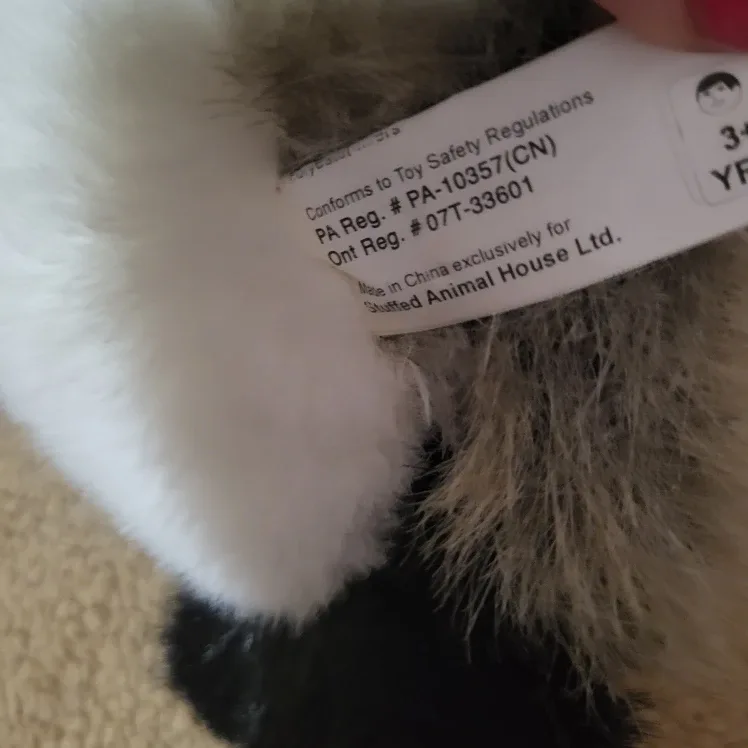 Conforms to Toy Safety Regulations
PA Reg. # PA-10357(CN)
Ont Reg. # 07T-33601
Made in China exclusively for
Stuffed Animal House Ltd.
3+